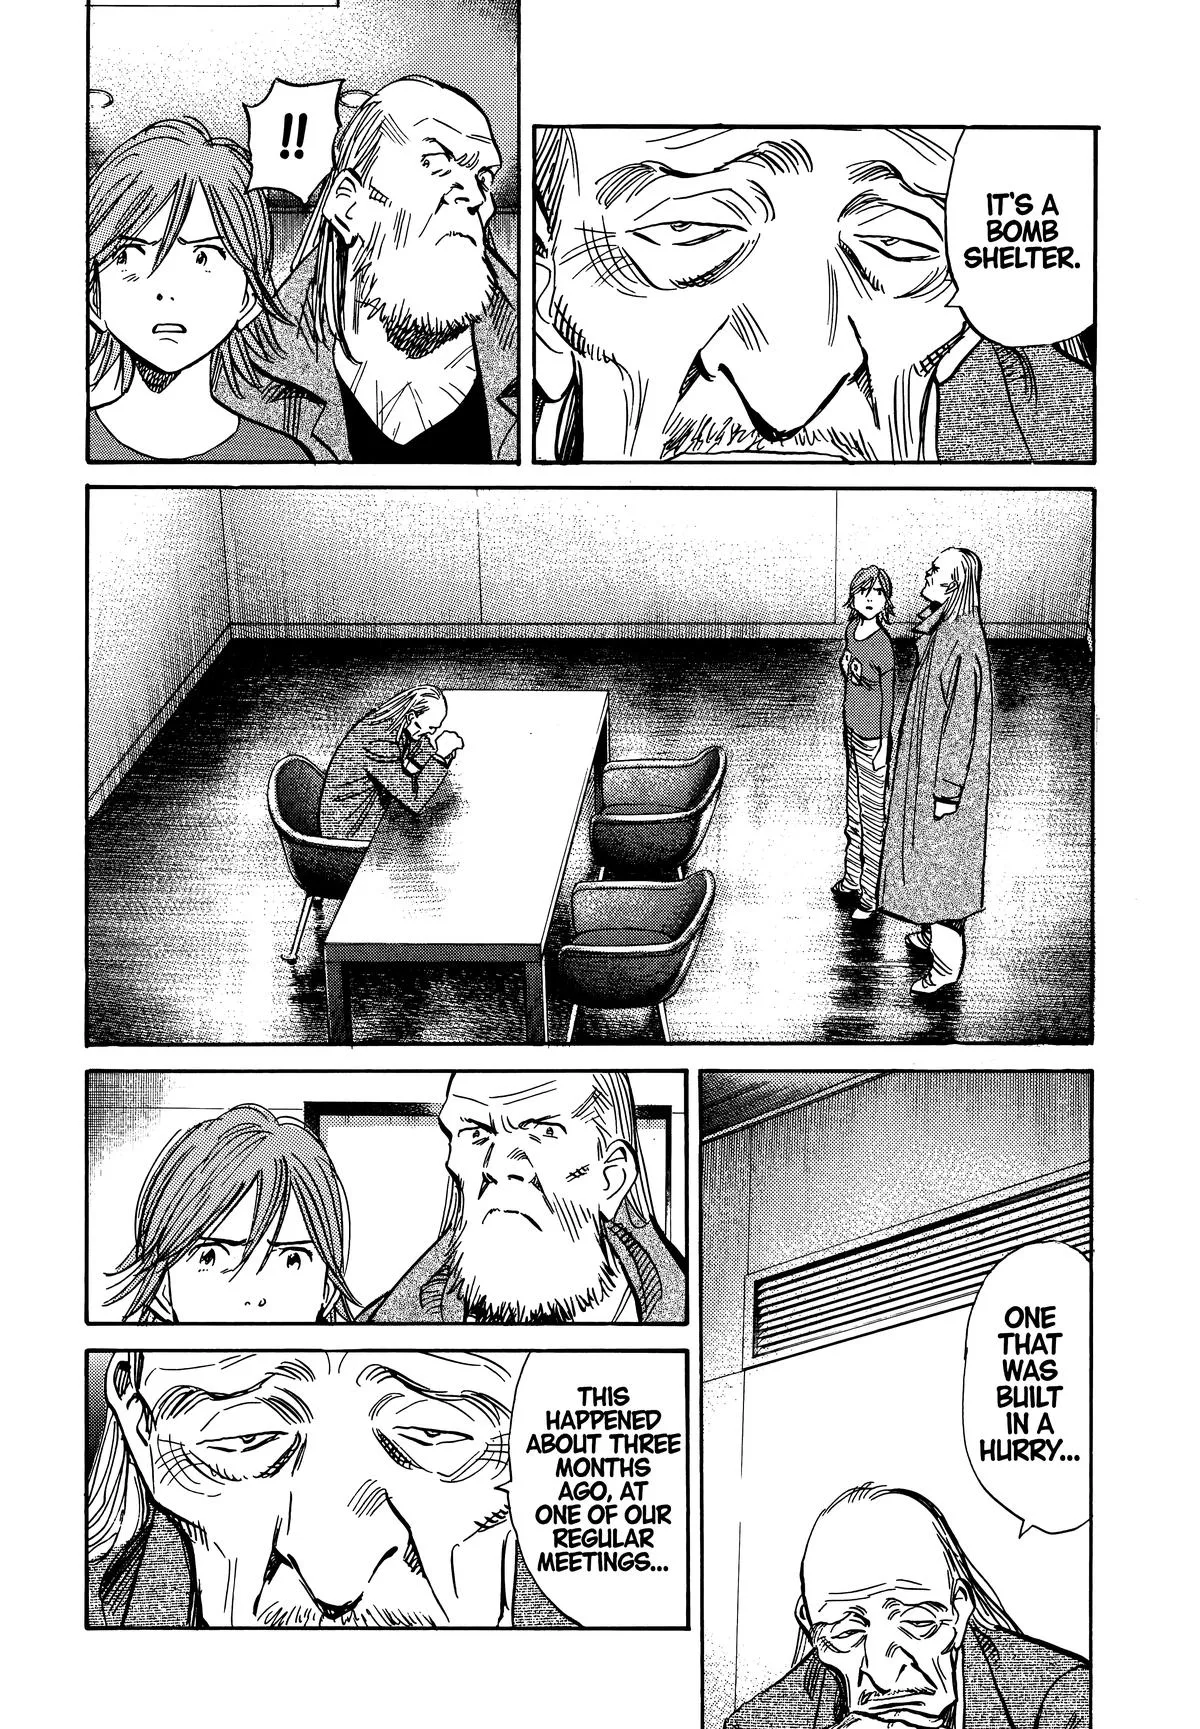 IT'S A
BOMB
SHELTER.
!!
ONE
THAT
WAS
BUILT
IN A
HURRY...
THIS
HAPPENED
ABOUT THREE
MONTHS
AGO, AT
ONE OF OUR
REGULAR
MEETINGS...